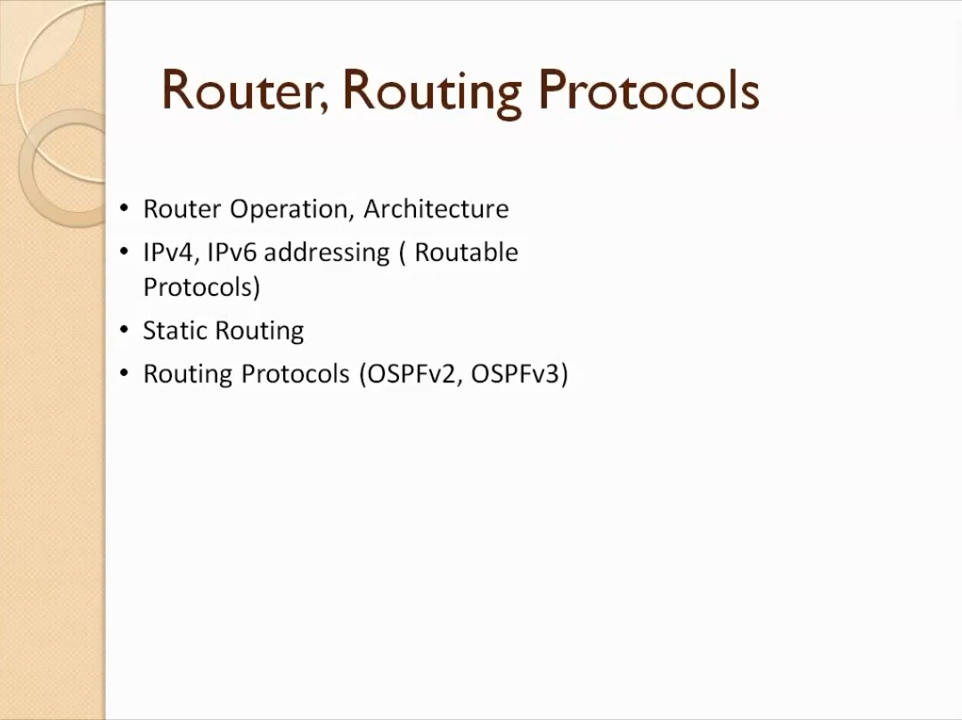 Router, Routing Protocols
• Router Operation, Architecture
• IPv4, IPv6 addressing ( Routable
Protocols)
• Static Routing
• Routing Protocols (OSPFv2, OSPFv3)